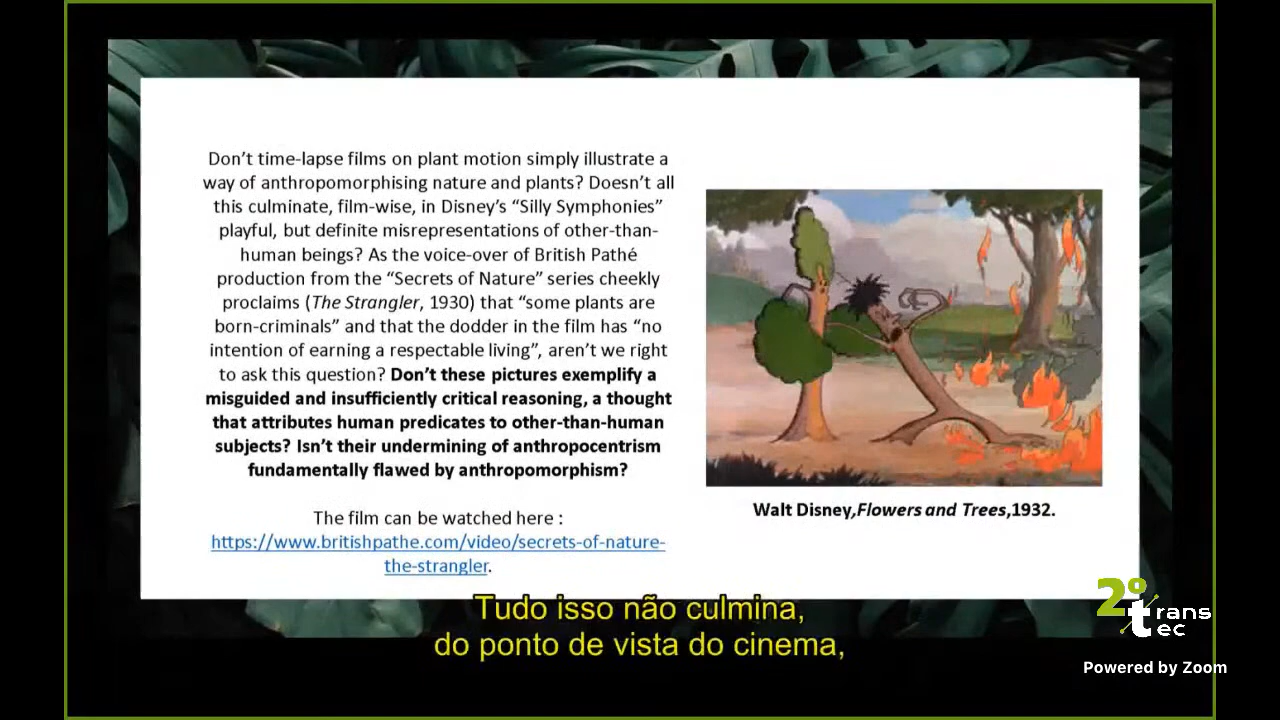 Don’t time-lapse films on plant motion simply illustrate a
way of anthropomorphising nature and plants? Doesn’t all
this culminate, film-wise, in Disney’s “Silly Symphonies”
playful, but definite misrepresentations of other-than-
human beings? As the voice-over of British Pathé
production from the “Secrets of Nature” series cheekly
proclaims (The Strangler, 1930) that “some plants are
born-criminals” and that the dodder in the film has “no
intention of earning a respectable living”, aren’t we right
to ask this question? Don’t these pictures exemplify a
misguided and insufficiently critical reasoning, a thought
that attributes human predicates to other-than-human
subjects? Isn’t their undermining of anthropocentrism
fundamentally flawed by anthropomorphism?
The film can be watched here :
https://www.britishpathe.com/video/secrets-of-nature-
the-strangler.
Walt Disney,Flowers and Trees,1932.
Tudo isso não culmina,
do ponto de vista do cinema,
2º trans
tec
Powered by Zoom